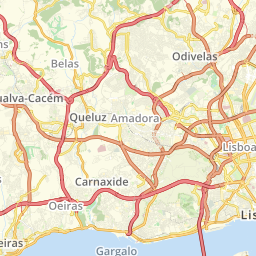 Odivelas
Belas
ualva-Cacém
Queluz
Amadora
Lisboa
Carnaxide
Oeiras
Lis
eiras
Gargalo